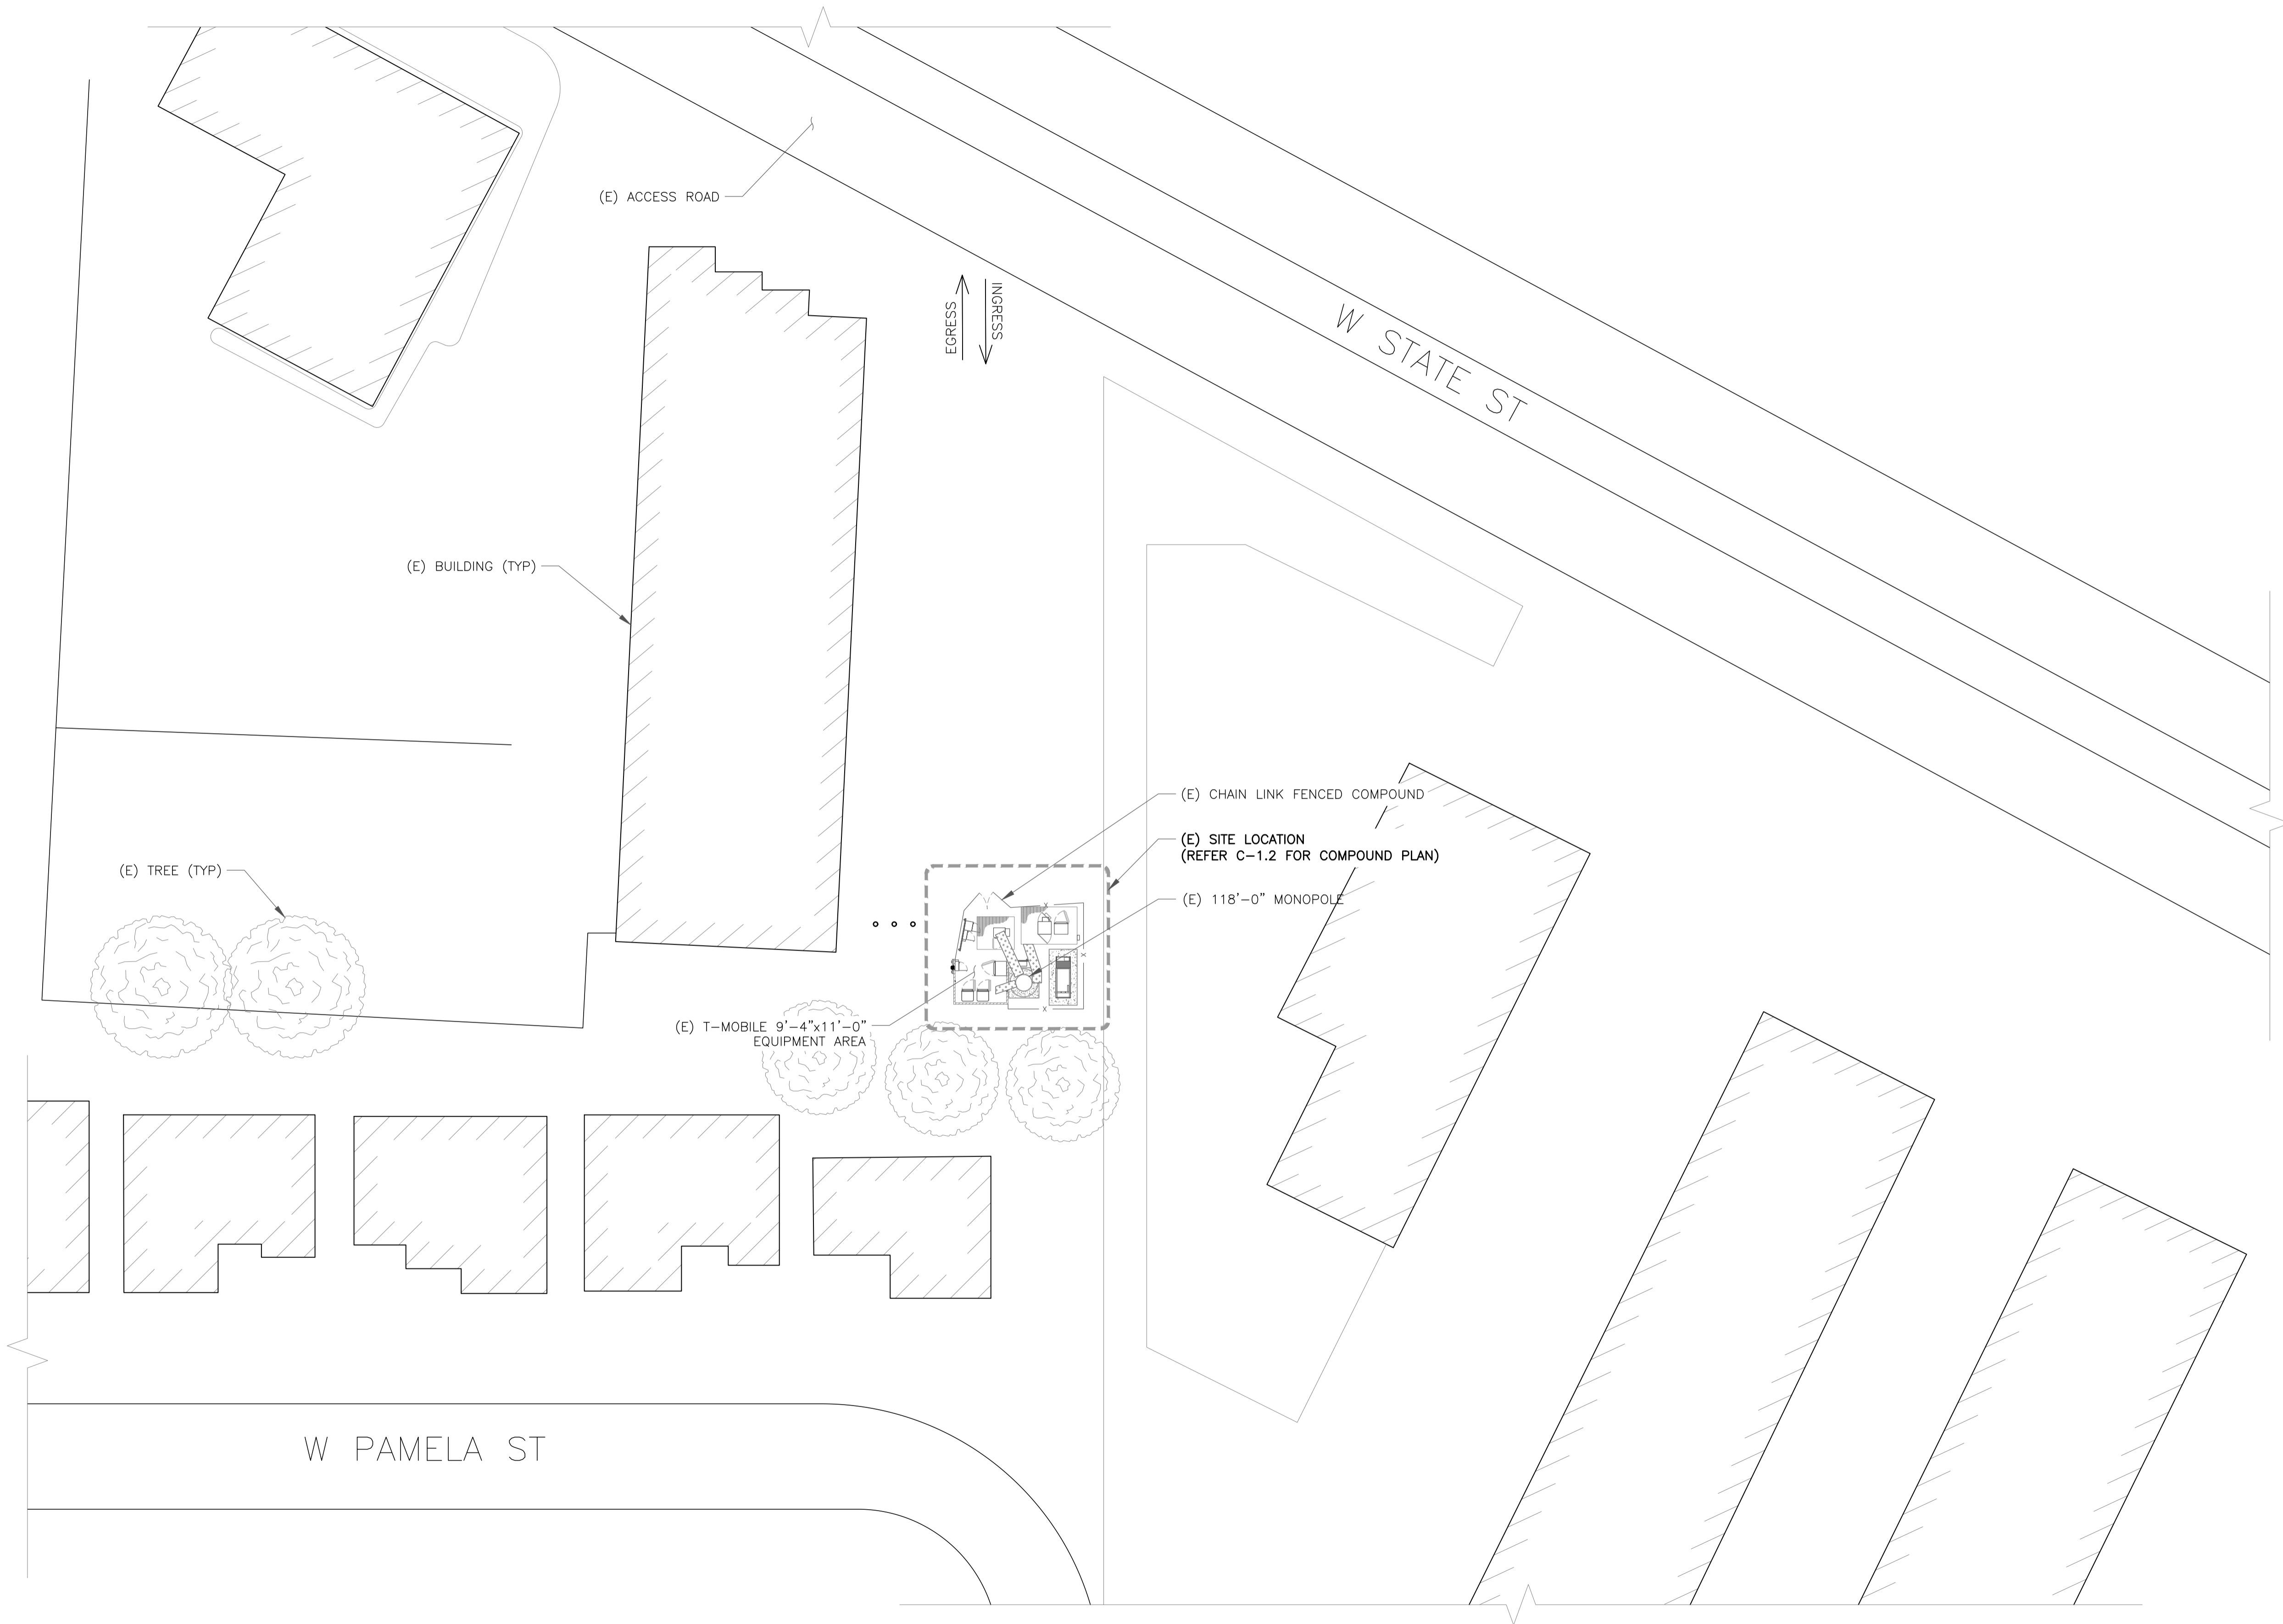 (E) ACCESS ROAD
EGRESS
INGRESS
W STATE ST
(E) BUILDING (TYP)
(E) CHAIN LINK FENCED COMPOUND
(E) SITE LOCATION
(REFER C-1.2 FOR COMPOUND PLAN)
(E) TREE (TYP)
(E) 118'-0" MONOPOLE
X
X
X
(E) T-MOBILE 9'-4"x11'-0"
EQUIPMENT AREA
W PAMELA ST